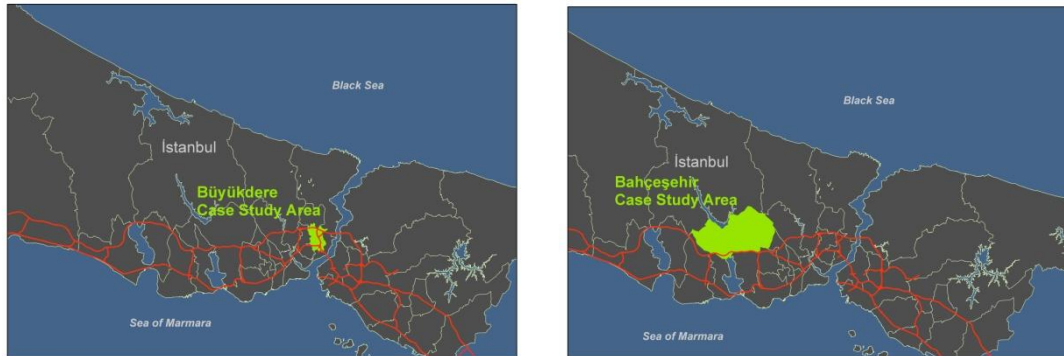 Black Sea
İstanbul
Büyükdere
Case Study Area
Sea of Marmara
Black Sea
İstanbul
Bahçeşehir
Case Study Area
Sea of Marmara